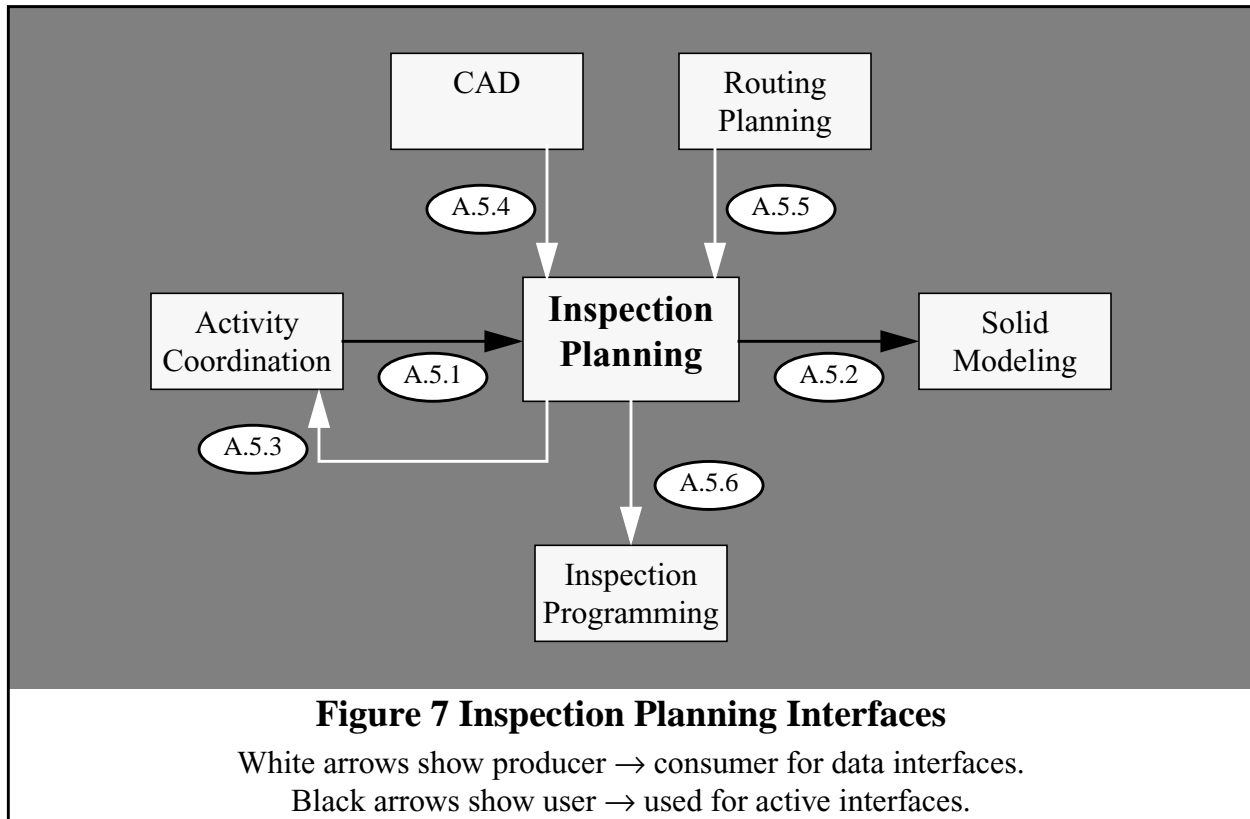 CAD
Routing
Planning
A.5.4
A.5.5
Activity
Coordination
Inspection
Planning
Solid
Modeling
A.5.1
A.5.2
A.5.3
A.5.6
Inspection
Programming
Figure 7 Inspection Planning Interfaces
White arrows show producer → consumer for data interfaces.
Black arrows show user → used for active interfaces.